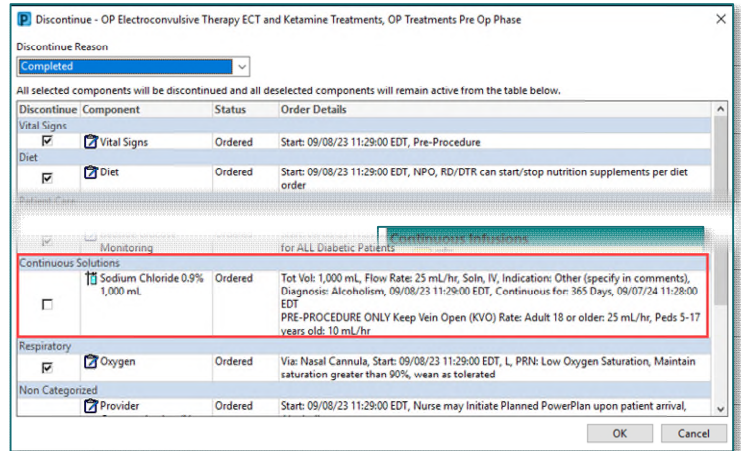 Discontinue - OP Electroconvulsive Therapy ECT and Ketamine Treatments, OP Treatments Pre Op Phase
Discontinue Reason
Completed
All selected components will be discontinued and all deselected components will remain active from the table below.
Discontinue Component Status Order Details
Vital Signs
Vital Signs Ordered Start: 09/08/23 11:29:00 EDT, Pre-Procedure
Diet
Diet Ordered Start: 09/08/23 11:29:00 EDT, NPO, RD/DTR can start/stop nutrition supplements per diet
order
Patient Care
Continuous Infusions
Monitoring for ALL Diabetic Patients
Continuous Solutions
Sodium Chloride 0.9% Ordered Tot Vol: 1,000 mL, Flow Rate: 25 mL/hr, Soln, IV, Indication: Other (specify in comments),
1,000 mL Diagnosis: Alcoholism, 09/08/23 11:29:00 EDT, Continuous for: 365 Days, 09/07/24 11:28:00
EDT
PRE-PROCEDURE ONLY Keep Vein Open (KVO) Rate: Adult 18 or older: 25 mL/hr, Peds 5-17
years old: 10 mL/hr
Respiratory
Oxygen Ordered Via: Nasal Cannula, Start: 09/08/23 11:29:00 EDT, L, PRN: Low Oxygen Saturation, Maintain
saturation greater than 90%, wean as tolerated
Non Categorized
Provider Ordered Start: 09/08/23 11:29:00 EDT, Nurse may Initiate Planned PowerPlan upon patient arrival,
OK Cancel